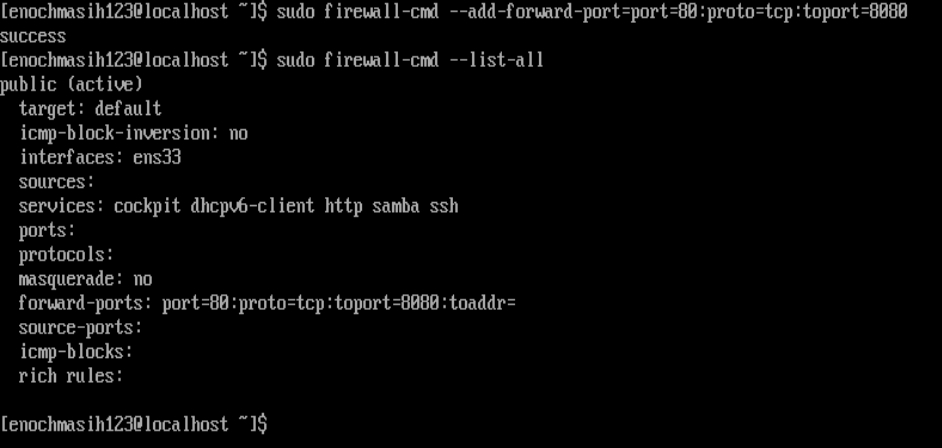 [enochmasih123@localhost ~]$ sudo firewall-cmd --add-forward-port=port=80:proto=tcp:toport=8080
success
[enochmasih123@localhost ~]$ sudo firewall-cmd --list-all
public (active)
  target: default
  icmp-block-inversion: no
  interfaces: ens33
  sources:
  services: cockpit dhcpv6-client http samba ssh
  ports:
  protocols:
  masquerade: no
  forward-ports: port=80:proto=tcp:toport=8080:toaddr=
  source-ports:
  icmp-blocks:
  rich rules:
[enochmasih123@localhost ~]$